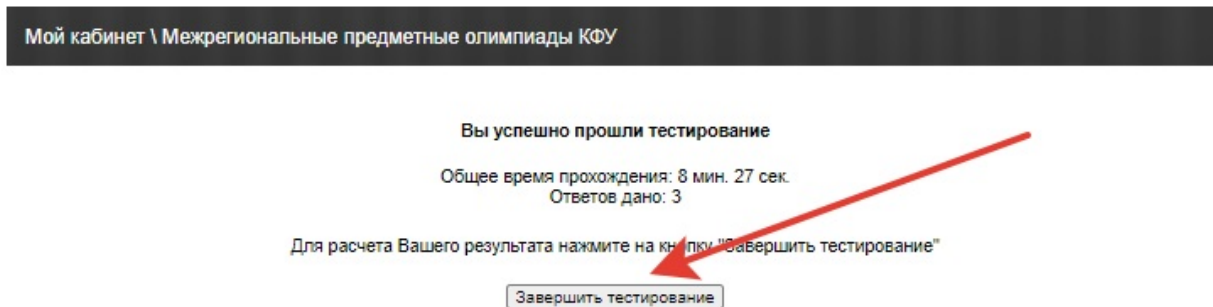 Мой кабинет \ Межрегиональные предметные олимпиады КФУ
Вы успешно прошли тестирование
Общее время прохождения: 8 мин. 27 сек.
Ответов дано: 3
Для расчета Вашего результата нажмите на кнопку "Завершить тестирование"
Завершить тестирование